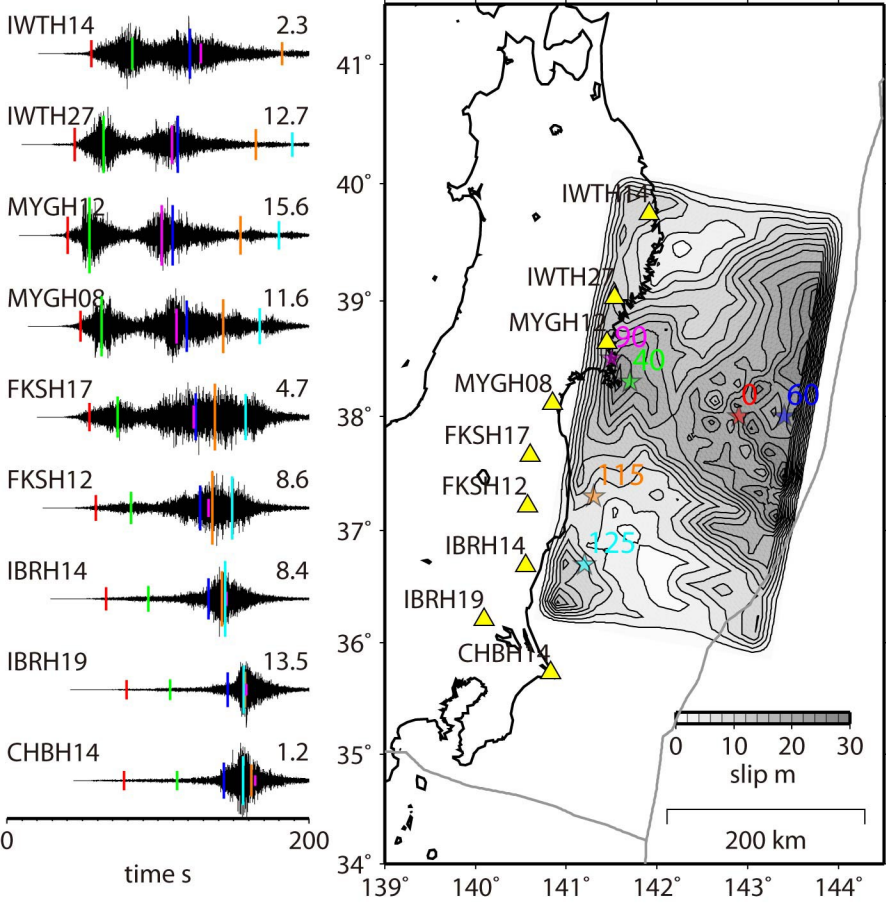 IWTH14 2.3
IWTH27 12.7
MYGH12 15.6
MYGH08 11.6
FKSH17 4.7
FKSH12 8.6
IBRH14 8.4
IBRH19 13.5
CHBH14 1.2
0 200
time s
41°
40°
39°
38°
37°
36°
35°
34°
139° 140° 141° 142° 143° 144°
IWTH14
IWTH27
MYGH12
90
40
MYGH08
0 60
FKSH17
115
FKSH12
125
IBRH14
IBRH19
CHBH14
0 10 20 30
slip m
200 km